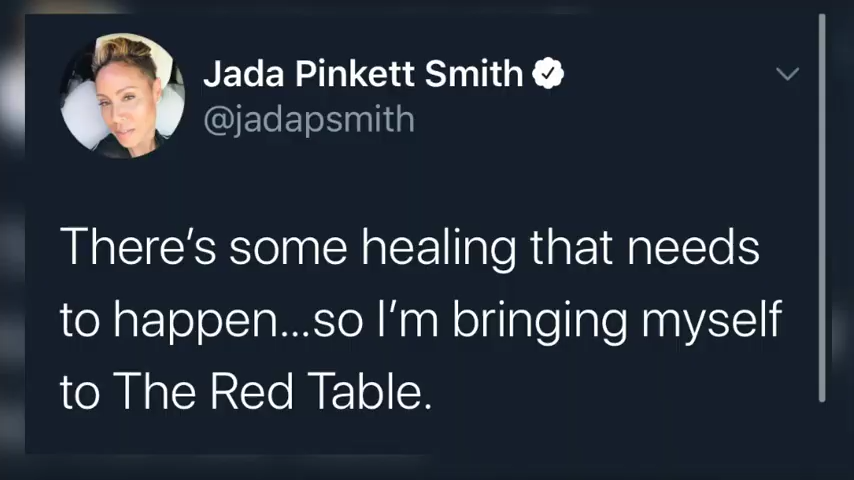 Jada Pinkett Smith
@jadapsmith
There’s some healing that needs
to happen...so I’m bringing myself
to The Red Table.